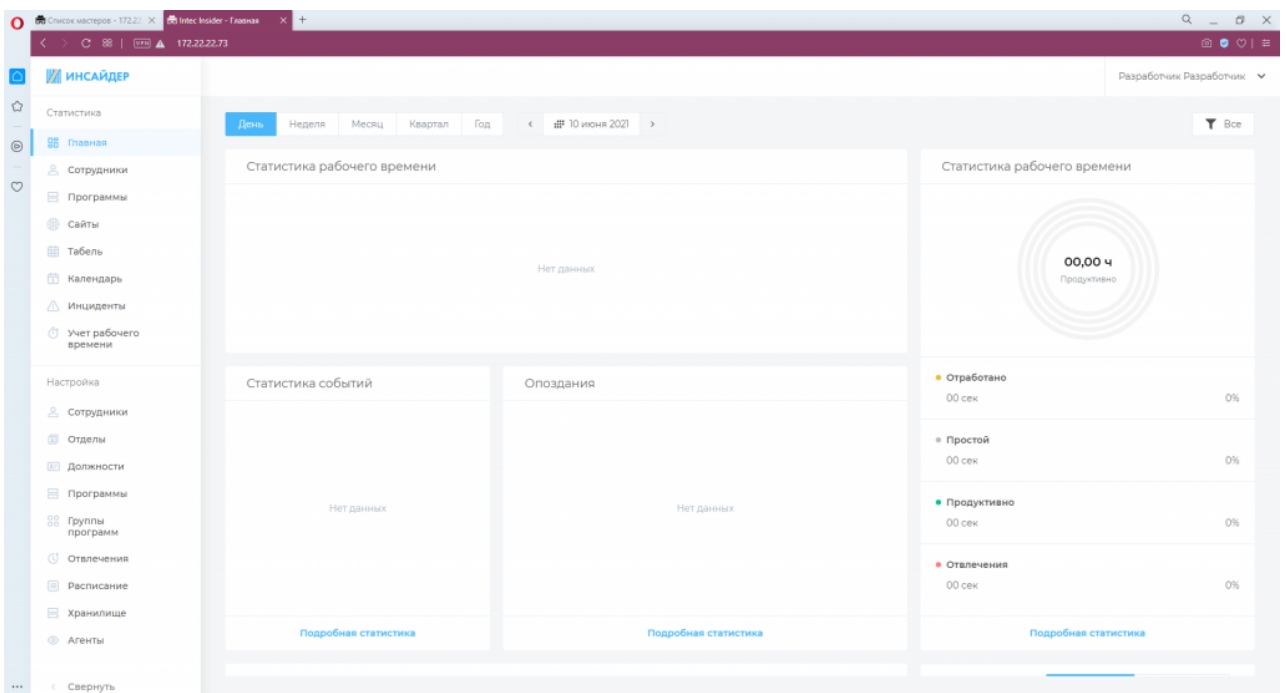 Список мастеров - 172.22
Intec Insider - Главная
VPN
172.22.22.73
ИНСАЙДЕР
Разработчик Разработчик
Статистика
Главная
Сотрудники
Программы
Сайты
Табель
Календарь
Инциденты
Учет рабочего
времени
Настройка
Сотрудники
Отделы
Должности
Программы
Группы
программ
Отвлечения
Расписание
Хранилище
Агенты
Свернуть
День
Неделя
Месяц
Квартал
Год
10 июня 2021
Все
Статистика рабочего времени
Нет данных
Статистика событий
Нет данных
Подробная статистика
Опоздания
Нет данных
Подробная статистика
Статистика рабочего времени
00,00 ч
Продуктивно
Отработано
00 сек 0%
Простой
00 сек 0%
Продуктивно
00 сек 0%
Отвлечения
00 сек 0%
Подробная статистика